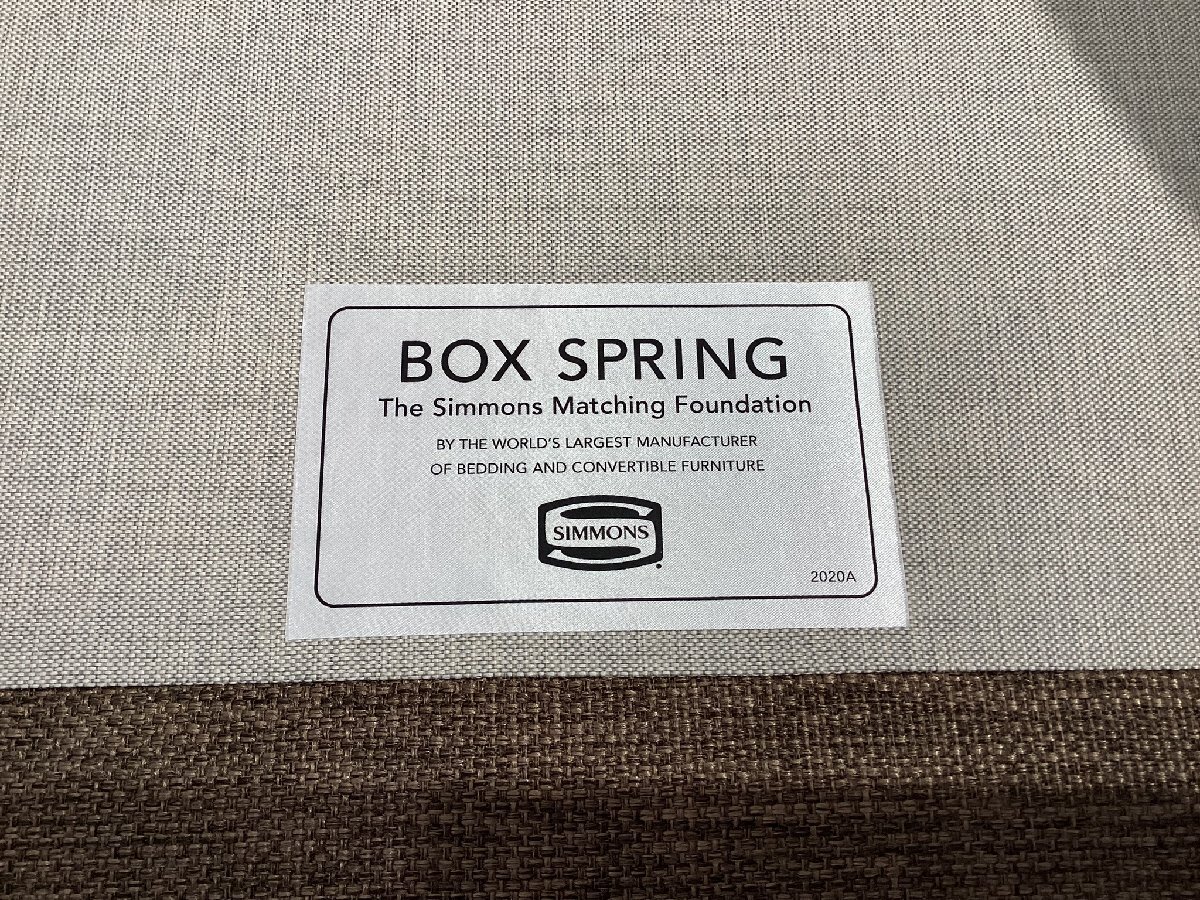 BOX SPRING
The Simmons Matching Foundation
BY THE WORLD'S LARGEST MANUFACTURER
OF BEDDING AND CONVERTIBLE FURNITURE
SIMMONS
2020A